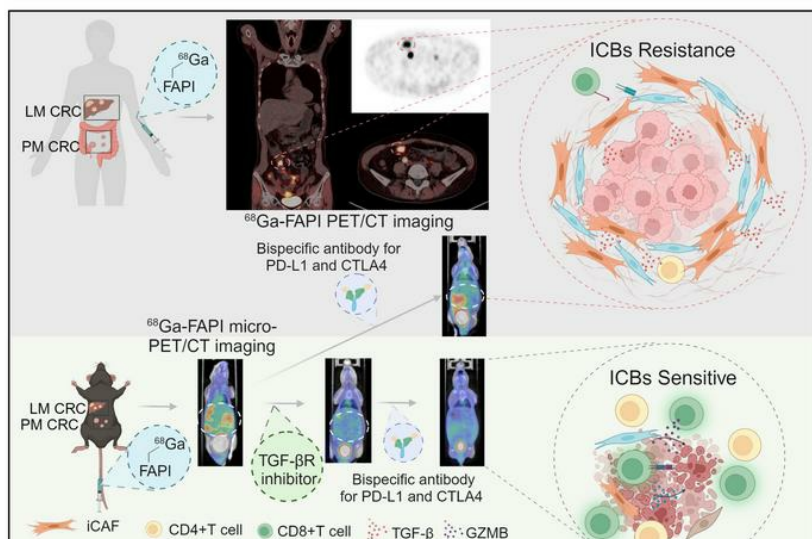 ICBs Resistance
⁶⁸Ga
FAPI
LM CRC
PM CRC
⁶⁸Ga-FAPI PET/CT imaging
Bispecific antibody for
PD-L1 and CTLA4
⁶⁸Ga-FAPI micro-
PET/CT imaging
ICBs Sensitive
LM CRC
PM CRC
⁶⁸Ga
FAPI
TGF-βR
inhibitor
Bispecific antibody
for PD-L1 and CTLA4
iCAF
CD4+T cell
CD8+T cell
TGF-β
GZMB